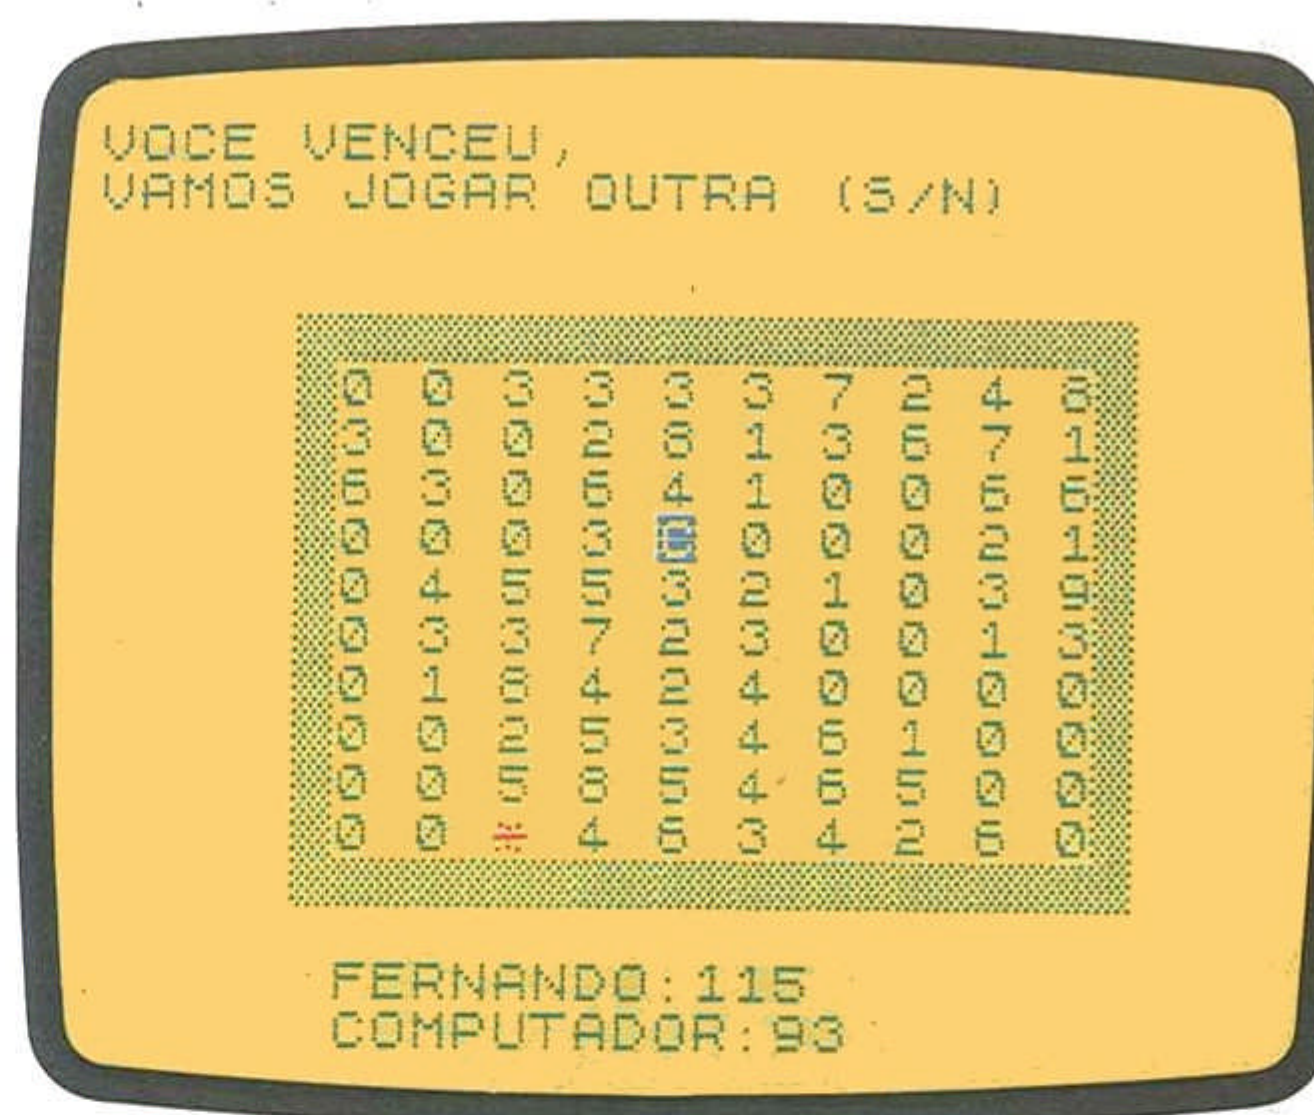 VOCE VENCEU,
VAMOS JOGAR OUTRA (S/N)
0 0 3 3 3 3 7 2 4 8
3 0 0 2 8 1 3 6 7 1
6 3 0 6 4 1 0 0 6 6
0 0 0 3 C 0 0 0 2 1
0 4 5 5 3 2 1 0 3 9
0 3 3 7 2 3 0 0 1 3
0 1 8 4 2 4 0 0 0 0
0 0 2 5 3 4 6 1 0 0
0 0 5 8 5 4 6 5 0 0
0 0 * 4 6 3 4 2 6 0
FERNANDO:115
COMPUTADOR:93